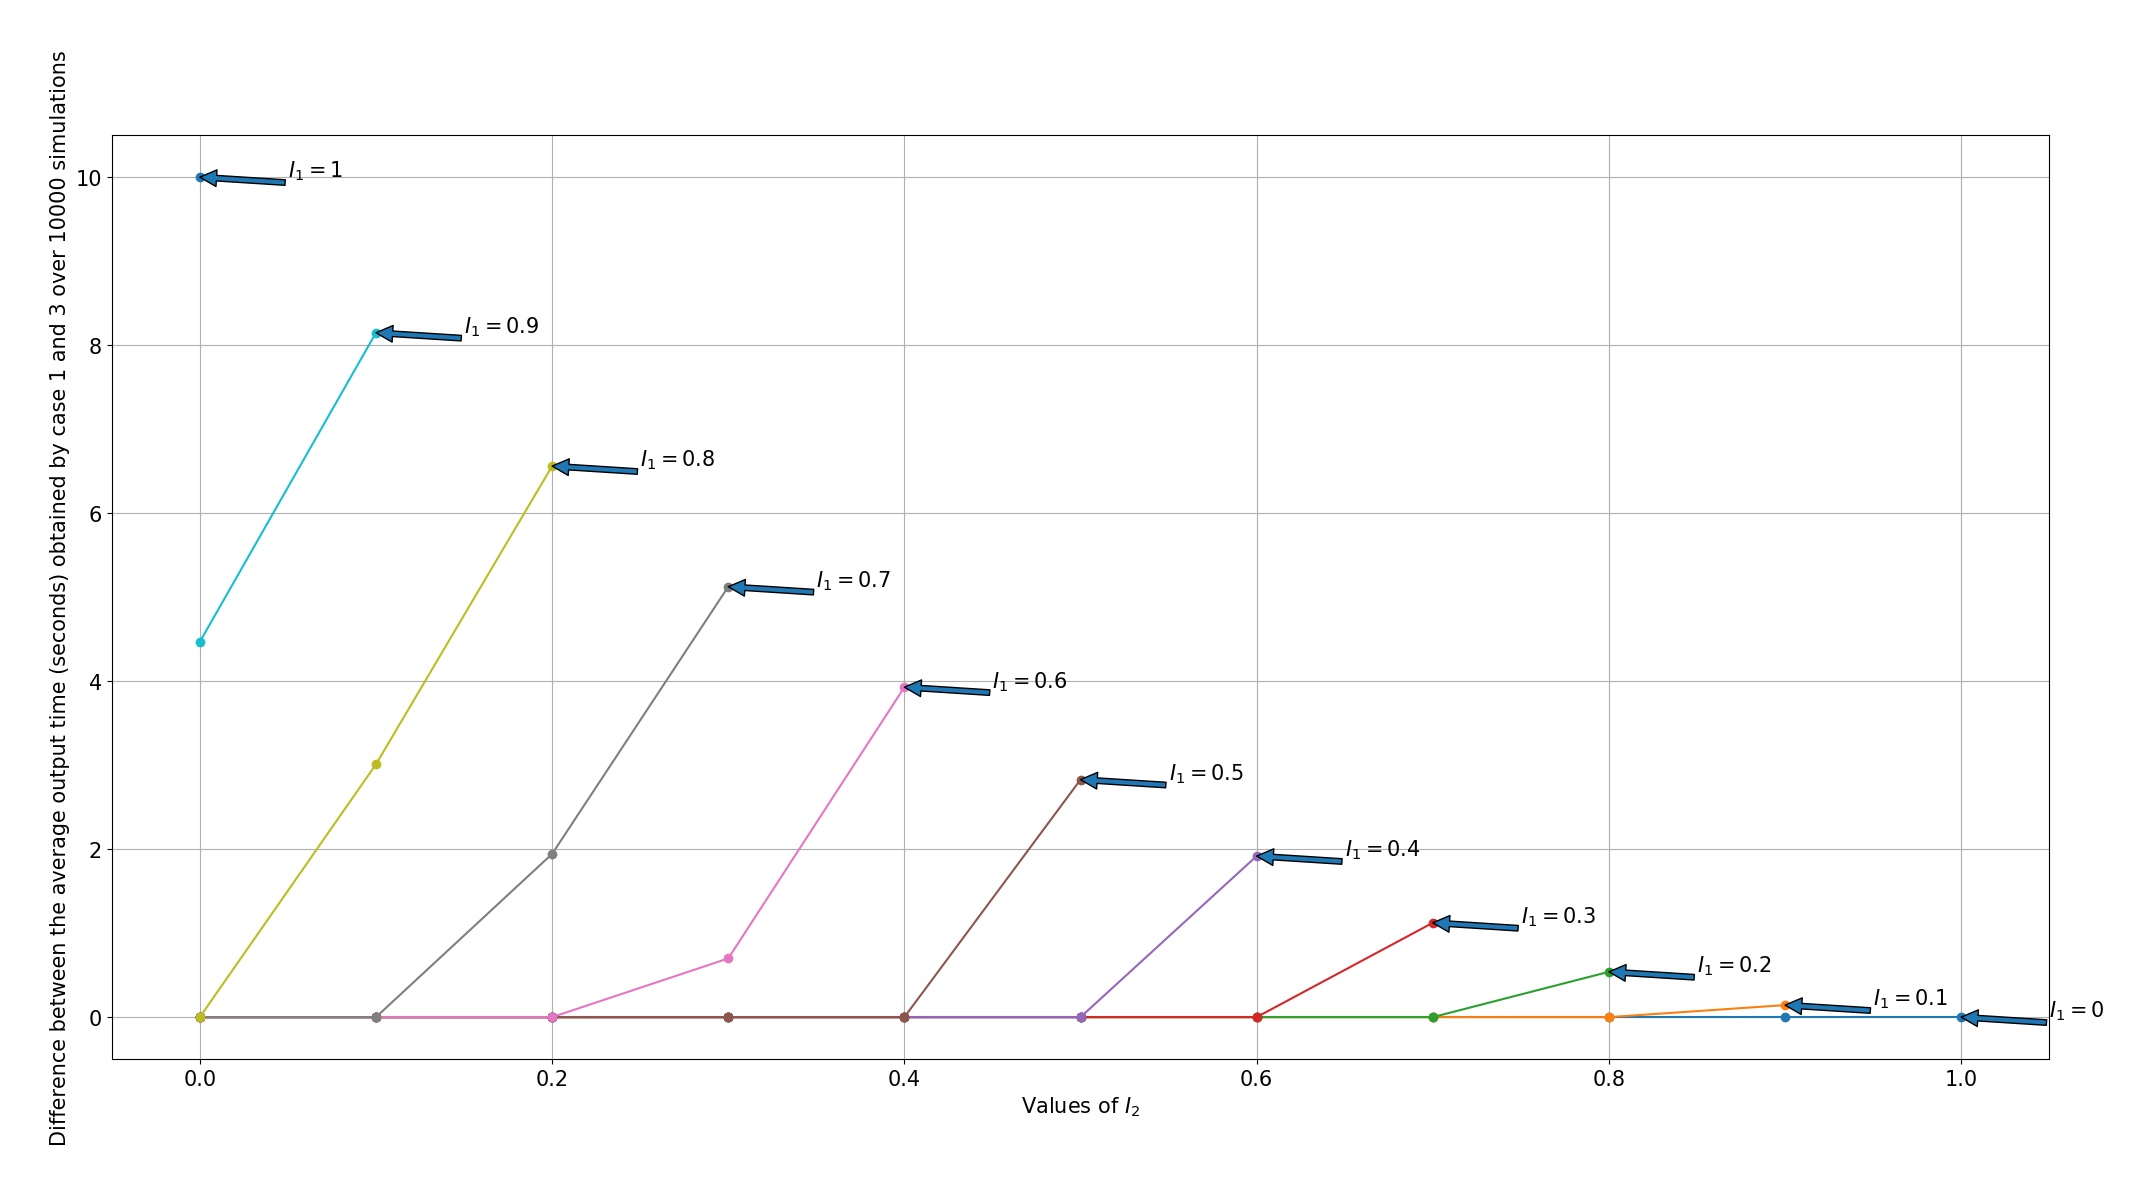 Difference between the average output time (seconds) obtained by case 1 and 3 over 10000 simulations
10
8
6
4
2
0
I₁ = 1
I₁ = 0.9
I₁ = 0.8
I₁ = 0.7
I₁ = 0.6
I₁ = 0.5
I₁ = 0.4
I₁ = 0.3
I₁ = 0.2
I₁ = 0.1
I₁ = 0
0.0 0.2 0.4 0.6 0.8 1.0
Values of I₂